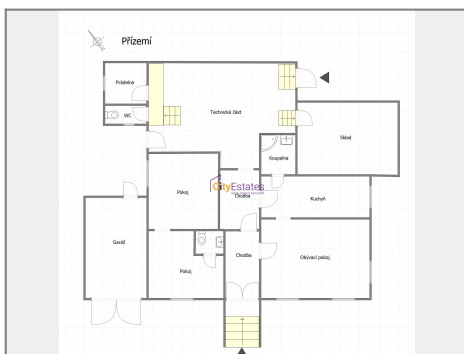 Přízemí
Prádelna
WC
Technická část
Sklad
Koupelna
Pokoj
CityEstates
Chodba
Kuchyň
Garáž
Chodba
Obývací pokoj
Pokoj